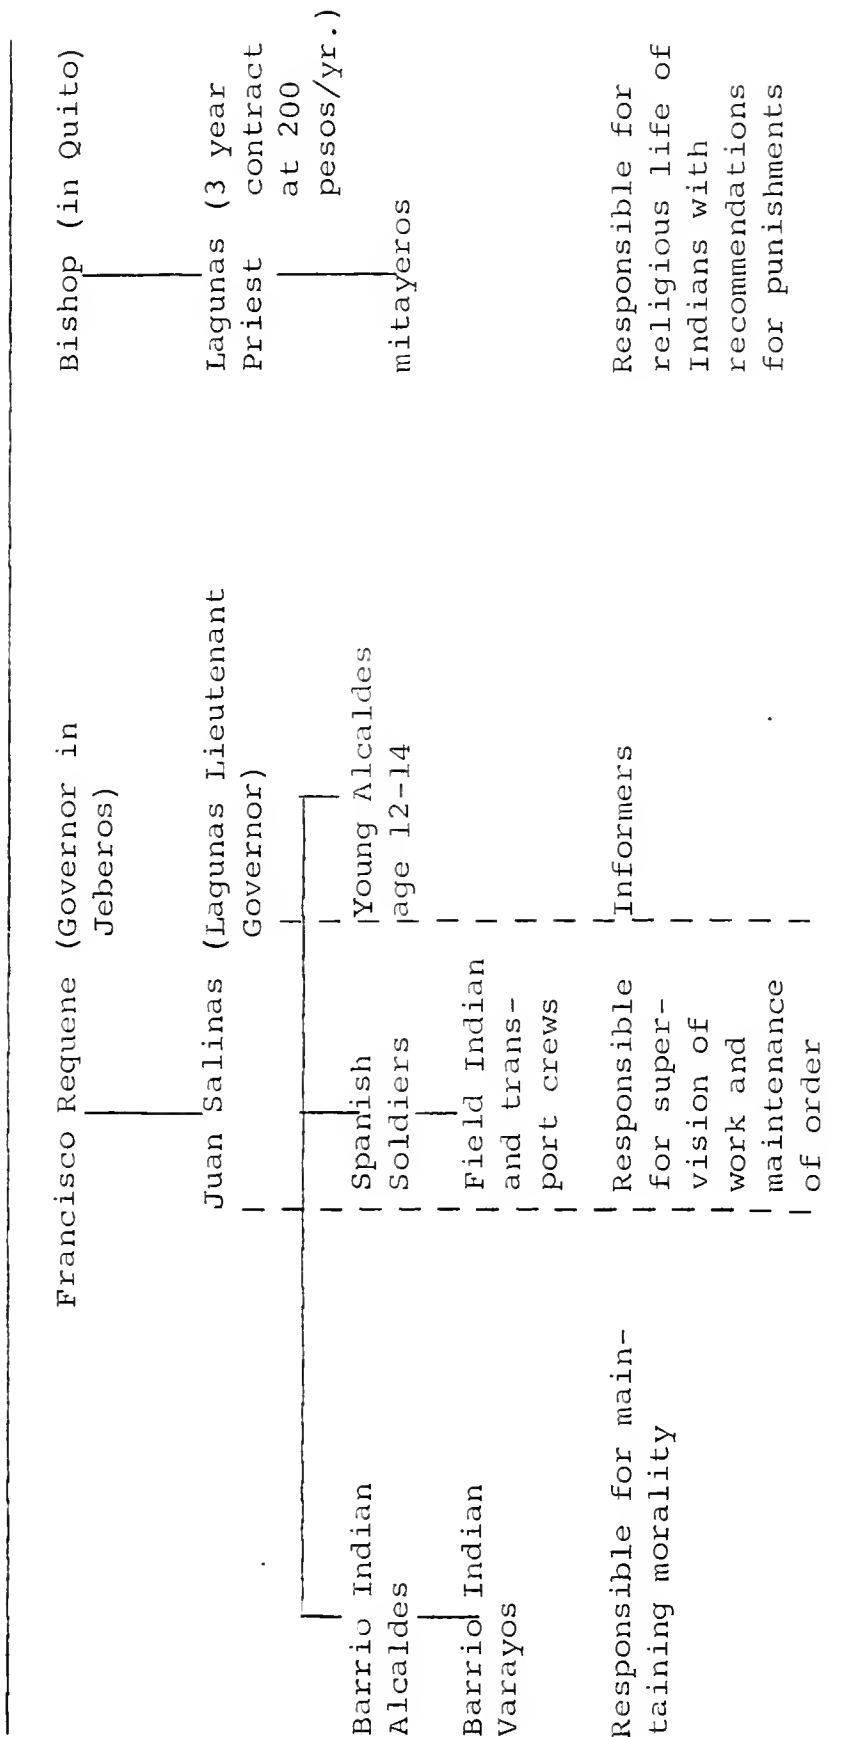 Francisco Requene (Governor in
Jeberos)
Bishop (in Quito)
Juan Salinas (Lagunas Lieutenant
Governor)
Lagunas (3 year
Priest contract
at 200
pesos/yr.)
Barrio Indian
Alcaldes
Spanish
Soldiers
Young Alcaldes
age 12-14
mitayeros
Barrio Indian
Varayos
Field Indian
and trans-
port crews
Responsible for main-
taining morality
Responsible
for super-
vision of
work and
maintenance
of order
Informers
Responsible for
religious life of
Indians with
recommendations
for punishments